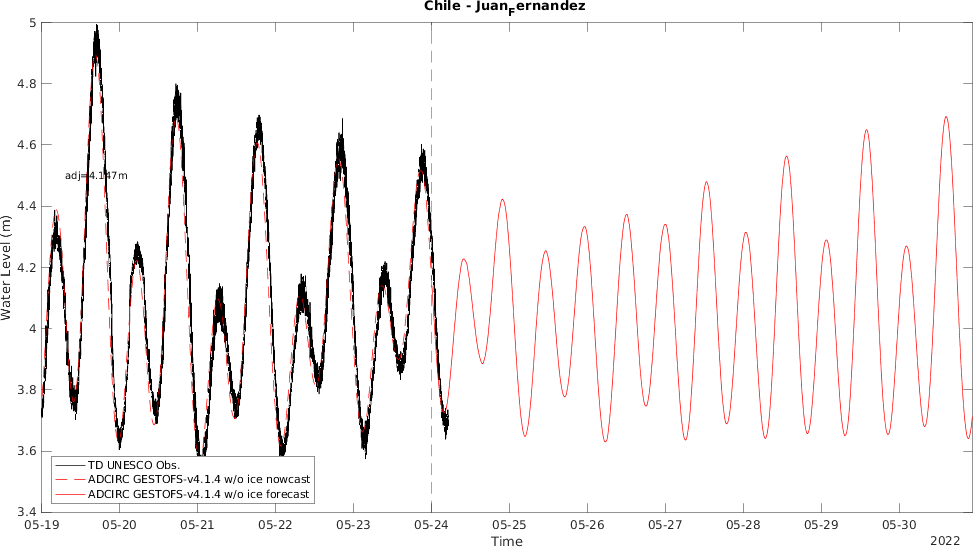 Chile - JuanFernandez
5
4.8
4.6
adj=4.147m
4.4
4.2
4
3.8
3.6
3.4
Water Level (m)
TD UNESCO Obs.
ADCIRC GESTOFS-v4.1.4 w/o ice nowcast
ADCIRC GESTOFS-v4.1.4 w/o ice forecast
05-19 05-20 05-21 05-22 05-23 05-24 05-25 05-26 05-27 05-28 05-29 05-30
Time
2022